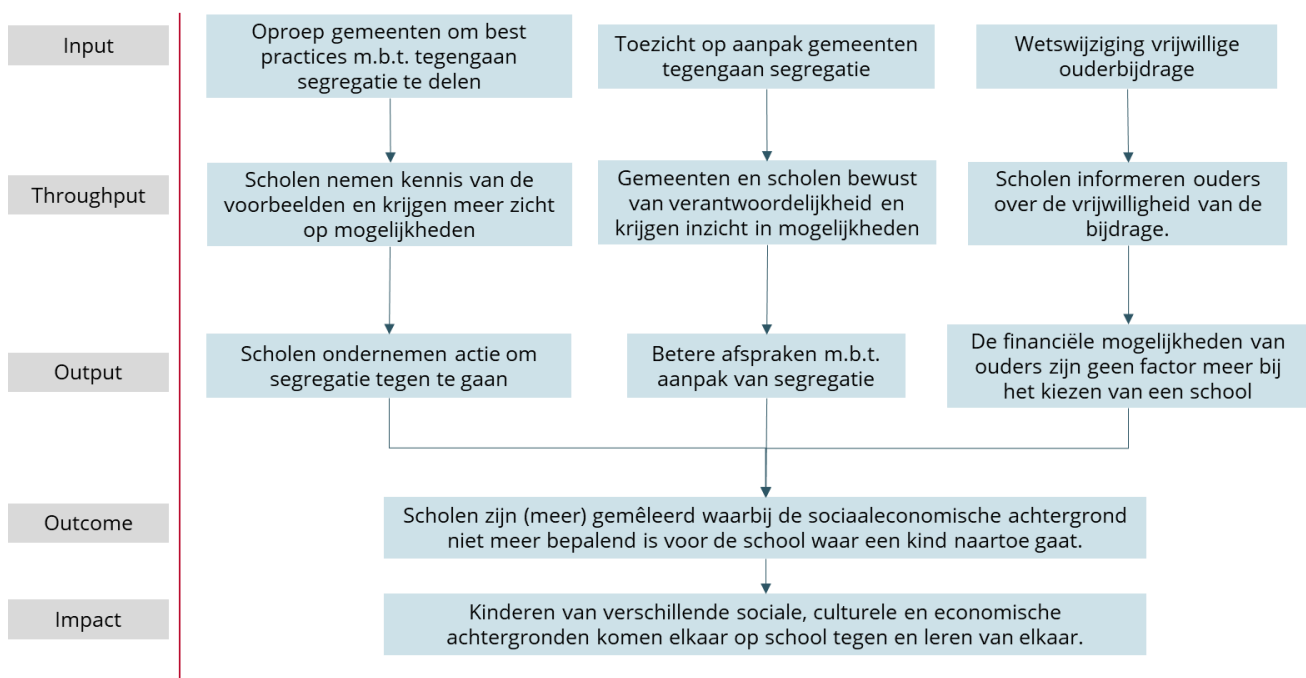 Input
Oproep gemeenten om best
practices m.b.t. tegengaan
segregatie te delen
Toezicht op aanpak gemeenten
tegengaan segregatie
Wetswijziging vrijwillige
ouderbijdrage
Throughput
Scholen nemen kennis van de
voorbeelden en krijgen meer zicht
op mogelijkheden
Gemeenten en scholen bewust
van verantwoordelijkheid en
krijgen inzicht in mogelijkheden
Scholen informeren ouders
over de vrijwilligheid van de
bijdrage.
Output
Scholen ondernemen actie om
segregatie tegen te gaan
Betere afspraken m.b.t.
aanpak van segregatie
De financiële mogelijkheden van
ouders zijn geen factor meer bij
het kiezen van een school
Outcome
Scholen zijn (meer) gemêleerd waarbij de sociaaleconomische achtergrond
niet meer bepalend is voor de school waar een kind naartoe gaat.
Impact
Kinderen van verschillende sociale, culturele en economische
achtergronden komen elkaar op school tegen en leren van elkaar.